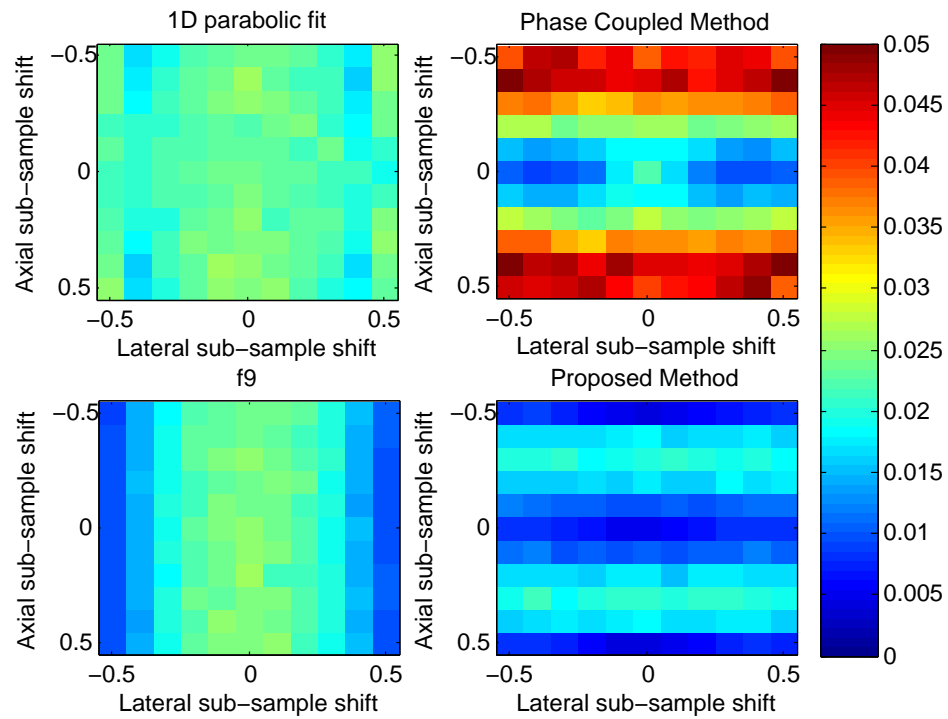 1D parabolic fit
−0.5
0
0.5
Axial sub−sample shift
−0.5 0 0.5
Lateral sub−sample shift
Phase Coupled Method
−0.5
0
0.5
Axial sub−sample shift
−0.5 0 0.5
Lateral sub−sample shift
f9
−0.5
0
0.5
Axial sub−sample shift
−0.5 0 0.5
Lateral sub−sample shift
Proposed Method
−0.5
0
0.5
Axial sub−sample shift
−0.5 0 0.5
Lateral sub−sample shift
0.05
0.045
0.04
0.035
0.03
0.025
0.02
0.015
0.01
0.005
0